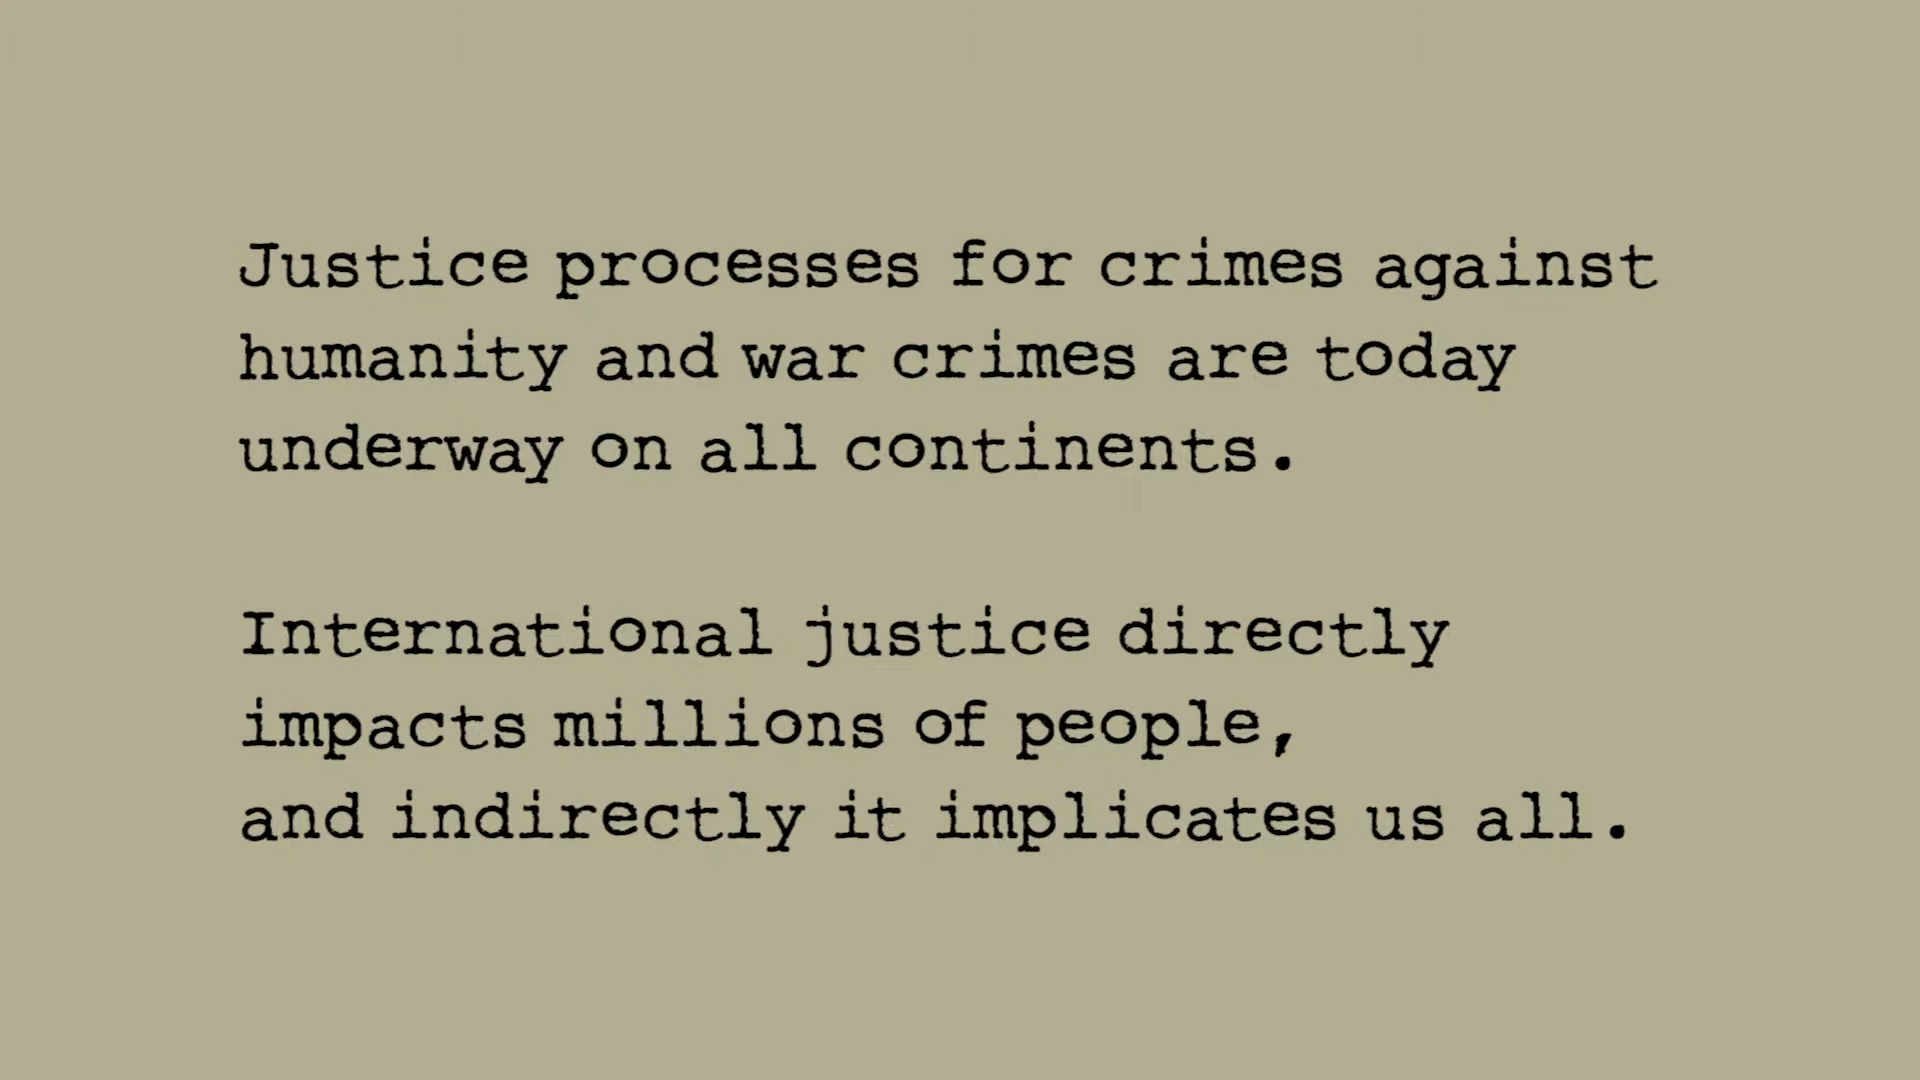 Justice processes for crimes against
humanity and war crimes are today
underway on all continents.
International justice directly
impacts millions of people,
and indirectly it implicates us all.